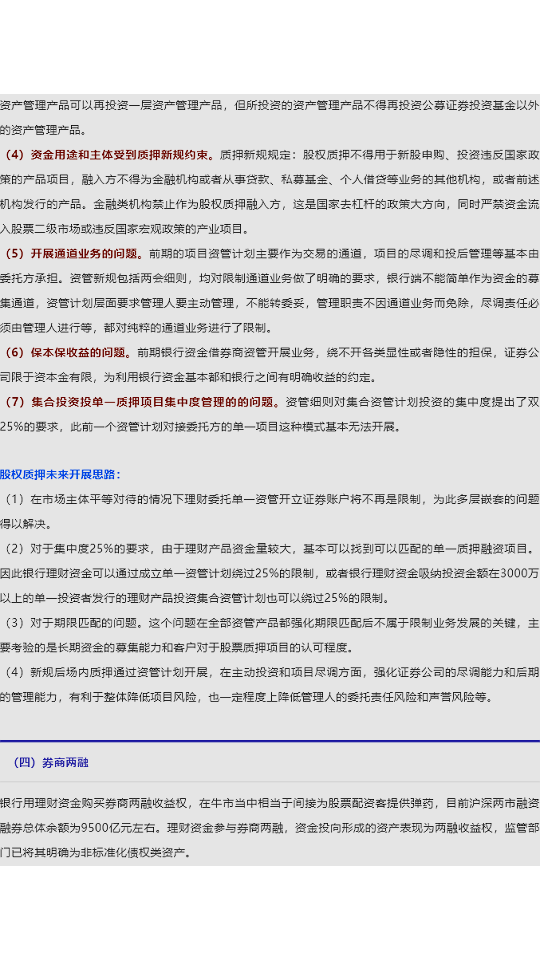 资产管理产品可以再投资一层资产管理产品，但所投资的资产管理产品不得再投资公募证券投资基金以外
的资产管理产品。
（4）资金用途和主体受到质押新规约束。质押新规规定：股权质押不得用于新股申购、投资违反国家政
策的产品项目，融入方不得为金融机构或者从事贷款、私募基金、个人借贷等业务的其他机构，或者前述
机构发行的产品。金融类机构禁止作为股权质押融入方，这是国家去杠杆的政策大方向，同时严禁资金流
入股票二级市场或违反国家宏观政策的产业项目。
（5）开展通道业务的问题。前期的项目资管计划主要作为交易的通道，项目的尽调和投后管理等基本由
委托方承担。资管新规包括两会细则，均对限制通道业务做了明确的要求，银行端不能简单作为资金的募
集通道，资管计划层面要求管理人要主动管理，不能转委妥，管理职责不因通道业务而免除，尽调责任必
须由管理人进行等，都对纯粹的通道业务进行了限制。
（6）保本保收益的问题。前期银行资金借券商资管开展业务，绕不开各类显性或者隐性的担保，证券公
司限于资本金有限，为利用银行资金基本都和银行之间有明确收益的约定。
（7）集合投资投单一质押项目集中度管理的的问题。资管细则对集合资管计划投资的集中度提出了双
25%的要求，此前一个资管计划对接委托方的单一项目这种模式基本无法开展。
股权质押未来开展思路：
（1）在市场主体平等对待的情况下理财委托单一资管开立证券账户将不再是限制，为此多层嵌套的问题
得以解决。
（2）对于集中度25%的要求，由于理财产品资金量较大，基本可以找到可以匹配的单一质押融资项目。
因此银行理财资金可以通过成立单一资管计划绕过25%的限制，或者银行理财资金吸纳投资金额在3000万
以上的单一投资者发行的理财产品投资集合资管计划也可以绕过25%的限制。
（3）对于期限匹配的问题。这个问题在全部资管产品都强化期限匹配后不属于限制业务发展的关键，主
要考验的是长期资金的募集能力和客户对于股票质押项目的认可程度。
（4）新规后场内质押通过资管计划开展，在主动投资和项目尽调方面，强化证券公司的尽调能力和后期
的管理能力，有利于整体降低项目风险，也一定程度上降低管理人的委托责任风险和声誉风险等。
（四）券商两融
银行用理财资金购买券商两融收益权，在牛市当中相当于间接为股票配资客提供弹药，目前沪深两市融资
融券总体余额为9500亿元左右。理财资金参与券商两融，资金投向形成的资产表现为两融收益权，监管部
门已将其明确为非标准化债权类资产。